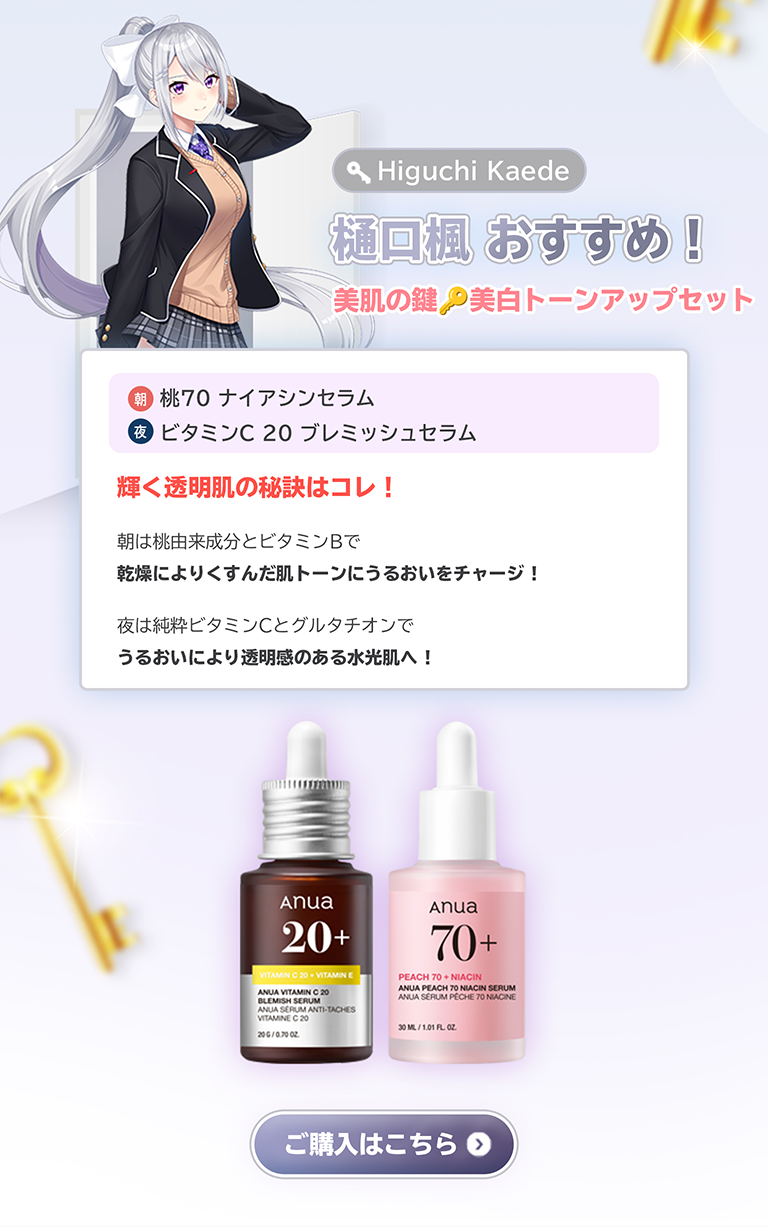 Higuchi Kaede
樋口楓 おすすめ！
美肌の鍵🔑美白トーンアップセット
朝 桃70 ナイアシンセラム
夜 ビタミンC 20 ブレミッシュセラム
輝く透明肌の秘訣はコレ！
朝は桃由来成分とビタミンBで
乾燥によりくすんだ肌トーンにうるおいをチャージ！
夜は純粋ビタミンCとグルタチオンで
うるおいにより透明感のある水光肌へ！
Anua
20+
VITAMIN C 20 + VITAMIN E
ANUA VITAMIN C 20
BLEMISH SERUM
ANUA SÉRUM ANTI-TACHES
VITAMINE C 20
20 G / 0.70 OZ.
Anua
70+
PEACH 70 + NIACIN
ANUA PEACH 70 NIACIN SERUM
ANUA SÉRUM PÊCHE 70 NIACINE
30 ML / 1.01 FL. OZ.
ご購入はこちら